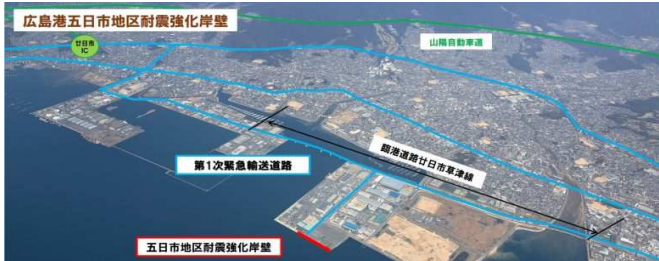 広島港五日市地区耐震強化岸壁
廿日市
IC
山陽自動車道
臨港道路廿日市草津線
第1次緊急輸送道路
五日市地区耐震強化岸壁